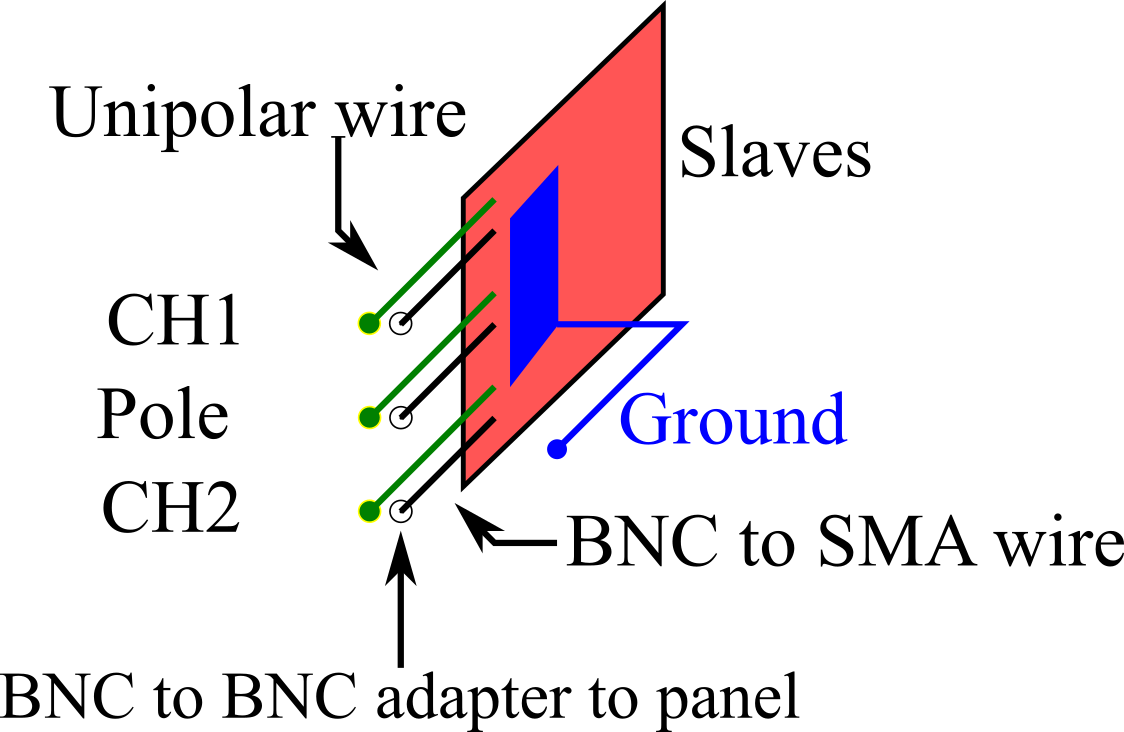 Unipolar wire
Slaves
CH1
Pole
Ground
CH2
BNC to SMA wire
BNC to BNC adapter to panel